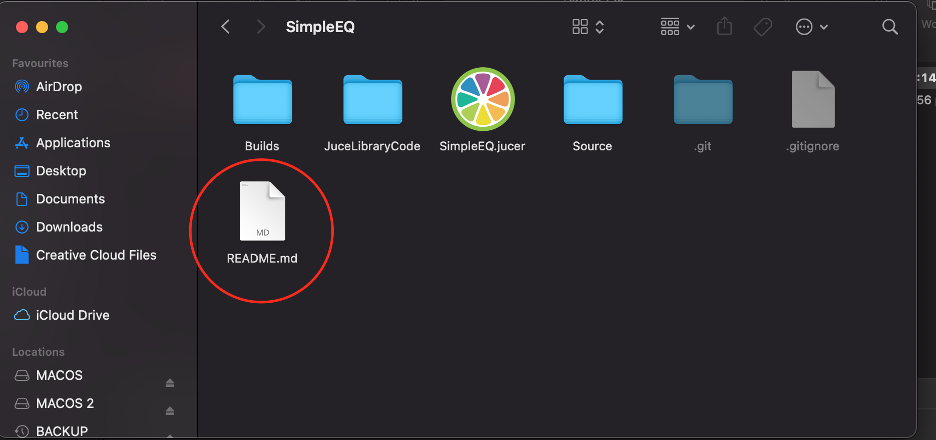 SimpleEQ
Favourites
AirDrop
Recent
Applications
Desktop
Documents
Downloads
Creative Cloud Files
iCloud
iCloud Drive
Locations
MACOS
MACOS 2
BACKUP
Builds
JuceLibraryCode
SimpleEQ.jucer
Source
.git
.gitignore
MD
README.md
Wo
:14
56